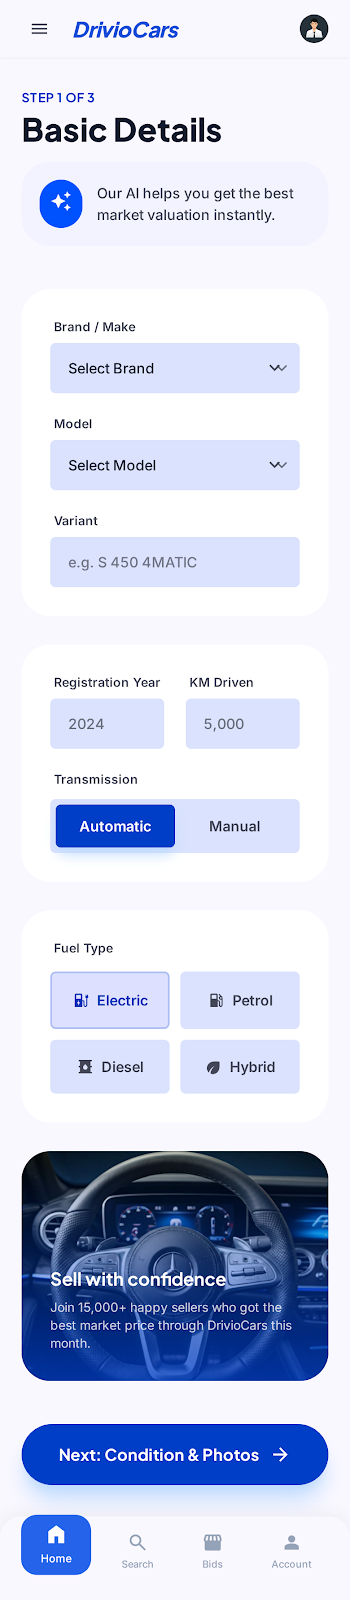 DrivioCars
STEP 1 OF 3
Basic Details
Our AI helps you get the best
market valuation instantly.
Brand / Make
Select Brand
Model
Select Model
Variant
e.g. S 450 4MATIC
Registration Year
KM Driven
2024
5,000
Transmission
Automatic
Manual
Fuel Type
Electric
Petrol
Diesel
Hybrid
Sell with confidence
Join 15,000+ happy sellers who got the
best market price through DrivioCars this
month.
Next: Condition & Photos
Home
Search
Bids
Account